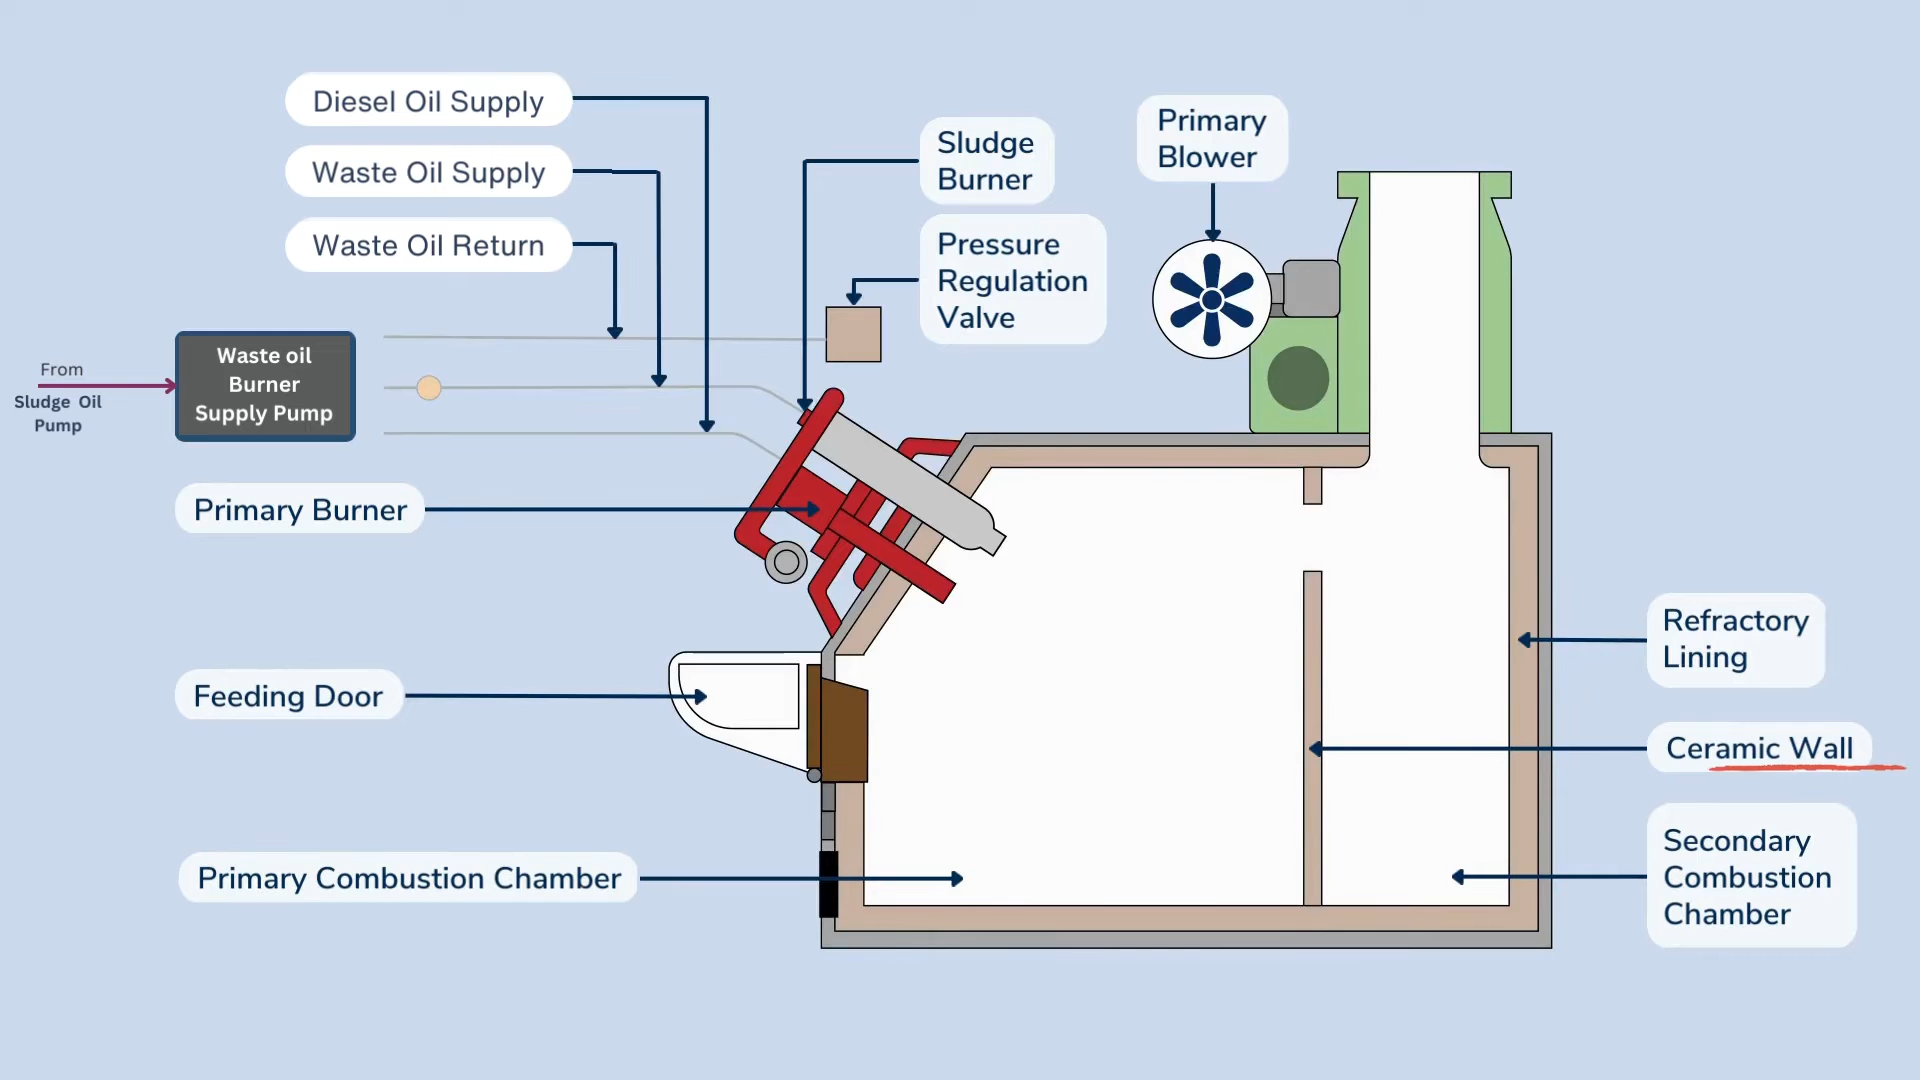 Diesel Oil Supply
Waste Oil Supply
Waste Oil Return
Sludge
Burner
Pressure
Regulation
Valve
Primary
Blower
From
Sludge Oil
Pump
Waste oil
Burner
Supply Pump
Primary Burner
Feeding Door
Primary Combustion Chamber
Refractory
Lining
Ceramic Wall
Secondary
Combustion
Chamber